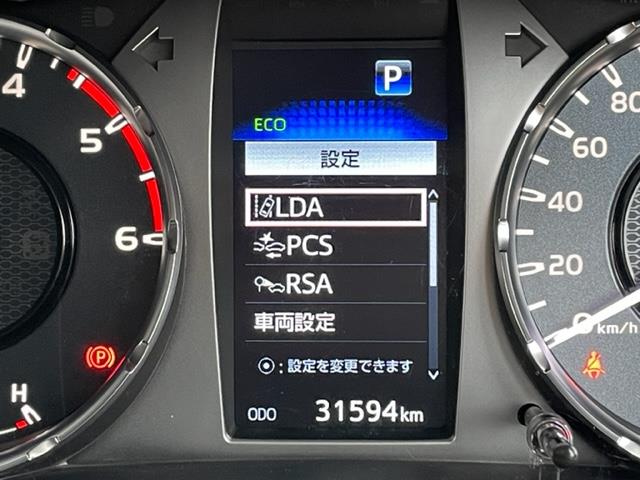 P
ECO
設定
LDA
PCS
RSA
車両設定
⦿:設定を変更できます
ODO 31594km
4
5
6
H
(P)
80
60
40
20
0 km/h